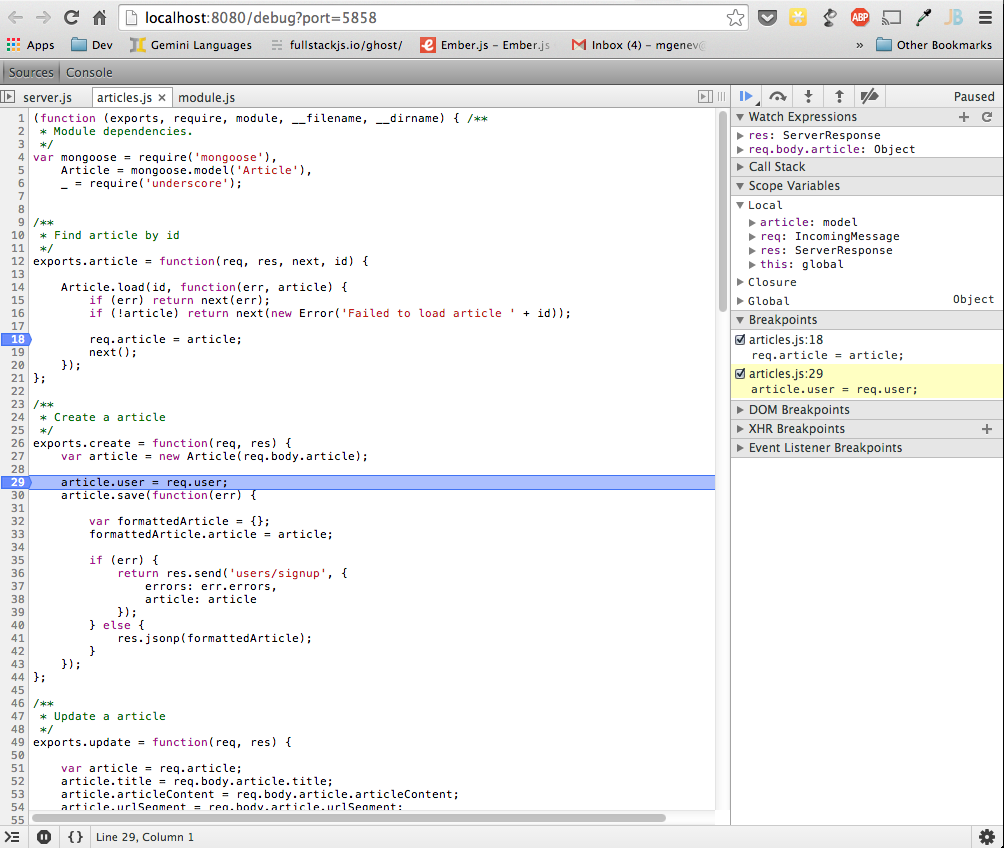 localhost:8080/debug?port=5858
ABP
JB
Apps Dev Gemini Languages fullstackjs.io/ghost/ Ember.js - Ember.js Inbox (4) - mgenev@ » Other Bookmarks
Sources Console
server.js articles.js × module.js
Paused
1 (function (exports, require, module, __filename, __dirname) { /**
2  * Module dependencies.
3  */
4 var mongoose = require('mongoose'),
5     Article = mongoose.model('Article'),
6     _ = require('underscore');
7
8
9 /**
10  * Find article by id
11  */
12 exports.article = function(req, res, next, id) {
13
14     Article.load(id, function(err, article) {
15         if (err) return next(err);
16         if (!article) return next(new Error('Failed to load article ' + id));
17
18         req.article = article;
19         next();
20     });
21 };
22
23 /**
24  * Create a article
25  */
26 exports.create = function(req, res) {
27     var article = new Article(req.body.article);
28
29     article.user = req.user;
30     article.save(function(err) {
31
32         var formattedArticle = {};
33         formattedArticle.article = article;
34
35         if (err) {
36             return res.send('users/signup', {
37                 errors: err.errors,
38                 article: article
39             });
40         } else {
41             res.jsonp(formattedArticle);
42         }
43     });
44 };
45
46 /**
47  * Update a article
48  */
49 exports.update = function(req, res) {
50
51     var article = req.article;
52     article.title = req.body.article.title;
53     article.articleContent = req.body.article.articleContent;
54     article.urlSegment = req.body.article.urlSegment;
55
Watch Expressions
res: ServerResponse
req.body.article: Object
Call Stack
Scope Variables
Local
article: model
req: IncomingMessage
res: ServerResponse
this: global
Closure
Global Object
Breakpoints
articles.js:18
req.article = article;
articles.js:29
article.user = req.user;
DOM Breakpoints
XHR Breakpoints
Event Listener Breakpoints
{ } Line 29, Column 1